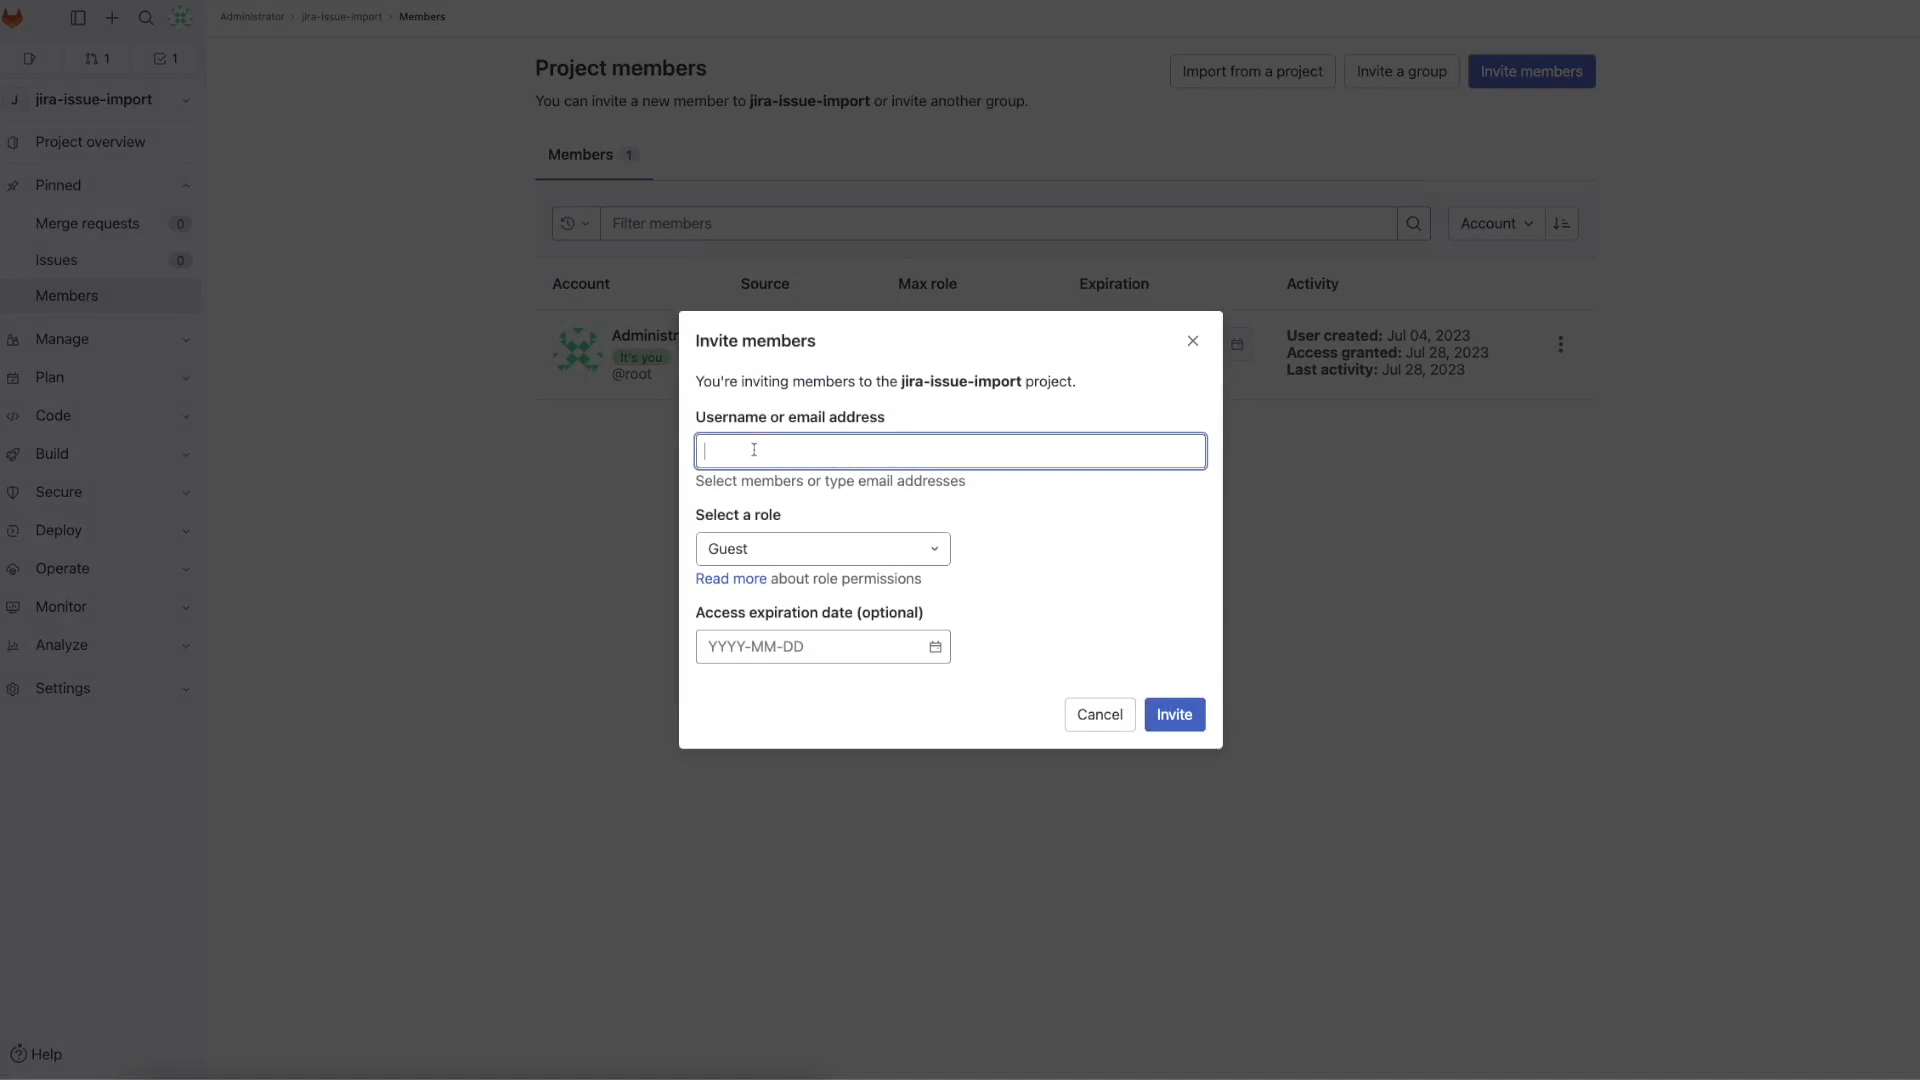 Administrator › jira-issue-import › Members
1
1
J jira-issue-import
Project overview
Pinned
Merge requests 0
Issues 0
Members
Manage
Plan
Code
Build
Secure
Deploy
Operate
Monitor
Analyze
Settings
Help
Project members
You can invite a new member to jira-issue-import or invite another group.
Import from a project
Invite a group
Invite members
Members 1
Filter members
Account
Account Source Max role Expiration Activity
It's you
@root
User created: Jul 04, 2023
Access granted: Jul 28, 2023
Last activity: Jul 28, 2023
Invite members
You're inviting members to the jira-issue-import project.
Username or email address
Select members or type email addresses
Select a role
Guest
Read more about role permissions
Access expiration date (optional)
YYYY-MM-DD
Cancel
Invite